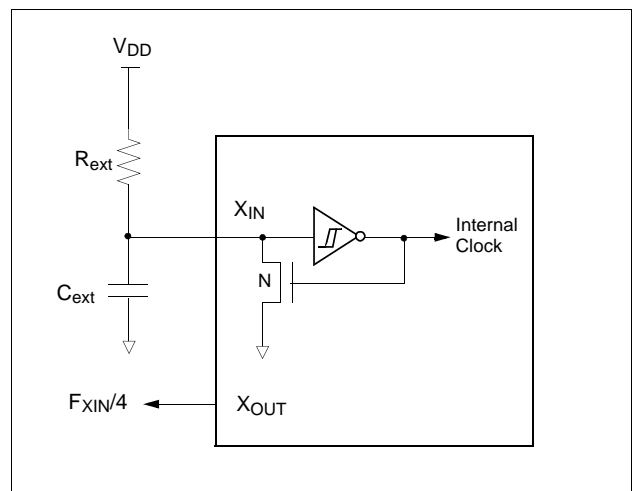 VDD
Rext
XIN
Internal
Clock
N
Cext
FXIN/4
XOUT